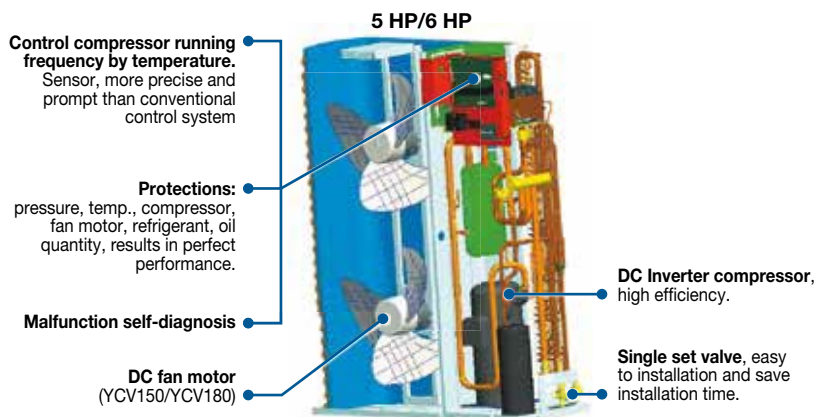 5 HP/6 HP
Control compressor running
frequency by temperature.
Sensor, more precise and
prompt than conventional
control system
Protections:
pressure, temp., compressor,
fan motor, refrigerant, oil
quantity, results in perfect
performance.
Malfunction self-diagnosis
DC fan motor
(YCV150/YCV180)
DC Inverter compressor,
high efficiency.
Single set valve, easy
to installation and save
installation time.